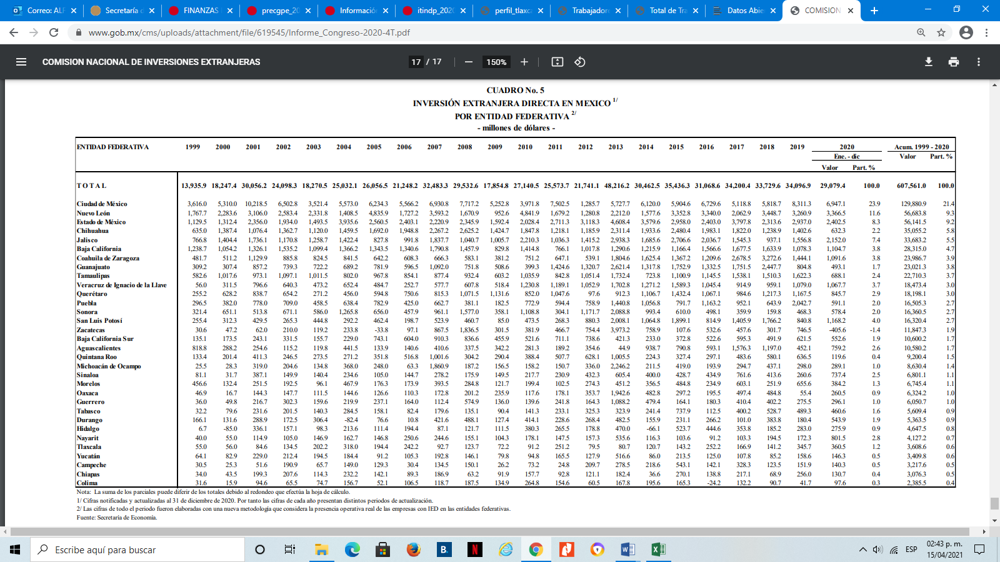 Correo: ALF
Secretaría d
FINANZAS
precgpe_20
Informació
itindp_2020
perfil_tlaxca
Trabajadore
Total de Tra
Datos Abie
COMISION
www.gob.mx/cms/uploads/attachment/file/619545/Informe_Congreso-2020-4T.pdf
COMISION NACIONAL DE INVERSIONES EXTRANJERAS 17 / 17 150%
CUADRO No. 5
INVERSIÓN EXTRANJERA DIRECTA EN MEXICO 1/
POR ENTIDAD FEDERATIVA 2/
- millones de dólares -
ENTIDAD FEDERATIVA 1999 2000 2001 2002 2003 2004 2005 2006 2007 2008 2009 2010 2011 2012 2013 2014 2015 2016 2017 2018 2019 2020 Acum. 1999 - 2020
Ene. - dic Valor Part. %
Valor Part. %
T O T A L 13,935.9 18,247.4 30,056.2 24,098.3 18,270.5 25,032.1 26,056.5 21,248.2 32,483.3 29,532.6 17,854.8 27,140.5 25,573.7 21,741.1 48,216.2 30,462.5 35,436.3 31,068.6 34,200.4 33,729.6 34,096.9 29,079.4 100.0 607,561.0 100.0
Ciudad de México 3,616.0 5,310.0 10,218.5 6,502.8 3,521.4 5,573.0 6,234.3 5,566.2 6,930.8 7,717.2 5,252.8 3,971.8 7,502.5 1,285.7 5,727.7 6,120.0 5,904.6 6,729.6 5,118.8 5,818.7 8,311.3 6,947.1 23.9 129,880.9 21.4
Nuevo León 1,767.7 2,283.6 3,106.0 2,583.4 2,331.8 1,408.5 4,835.9 1,727.2 3,593.2 1,670.9 952.6 4,841.9 1,679.2 1,280.8 2,212.0 1,577.6 3,352.8 3,340.0 2,062.9 3,448.7 3,260.9 3,366.5 11.6 56,683.8 9.3
Estado de México 1,129.5 1,312.4 2,356.0 1,934.0 1,493.5 3,935.6 2,560.5 2,403.1 2,220.9 2,345.9 1,592.4 2,028.4 2,711.3 3,118.3 4,608.4 3,579.6 2,958.0 2,403.0 3,797.8 2,313.6 2,937.0 2,402.5 8.3 56,141.5 9.2
Chihuahua 635.0 1,387.4 1,076.4 1,362.7 1,120.0 1,459.5 1,692.0 1,948.8 2,267.2 2,625.2 1,424.7 1,847.8 1,218.1 1,185.9 2,311.4 1,933.6 2,480.4 1,983.1 1,822.0 1,238.9 1,402.6 632.3 2.2 35,055.2 5.8
Jalisco 766.8 1,404.4 1,736.1 1,170.8 1,258.7 1,422.4 827.8 991.8 1,837.7 1,040.7 1,005.7 2,210.3 1,036.3 1,415.2 2,938.3 1,685.6 2,706.6 2,036.7 1,545.3 937.1 1,556.8 2,152.0 7.4 33,683.2 5.5
Baja California 1,238.7 1,054.2 1,326.1 1,535.2 1,099.4 1,366.2 1,343.5 1,340.6 1,790.8 1,457.9 829.8 1,414.8 766.1 1,017.8 1,290.6 1,215.9 1,166.4 1,566.6 1,677.5 1,633.9 1,078.3 1,104.7 3.8 28,315.0 4.7
Coahuila de Zaragoza 481.7 511.2 1,129.9 885.8 824.5 841.5 642.2 608.3 666.3 583.1 381.2 751.2 647.1 539.1 1,804.6 1,625.4 1,367.2 1,209.6 2,678.5 3,272.6 1,444.1 1,091.6 3.8 23,986.7 3.9
Guanajuato 309.2 307.4 857.2 739.3 722.2 689.2 781.9 596.5 1,092.0 751.8 508.6 399.3 1,424.6 1,320.7 2,621.4 1,317.8 1,752.9 1,332.5 1,751.5 2,447.7 804.8 493.1 1.7 23,021.3 3.8
Tamaulipas 582.6 1,017.6 973.1 1,097.1 1,011.5 802.0 967.8 854.1 877.4 932.4 603.2 1,035.9 842.8 1,051.4 1,732.4 723.8 1,100.9 1,145.5 1,538.1 1,510.3 1,622.3 688.1 2.4 22,710.3 3.7
Veracruz de Ignacio de la Llave 56.0 311.5 796.6 640.3 473.2 652.4 484.7 252.7 577.7 607.8 518.4 1,230.8 1,189.1 1,052.9 1,702.8 1,271.2 1,589.3 1,045.4 914.9 959.1 1,079.0 1,067.7 3.7 18,473.4 3.0
Querétaro 255.2 628.2 838.7 654.2 271.2 456.0 594.8 750.6 815.3 1,071.5 1,131.6 852.0 1,047.6 97.6 912.3 1,106.7 1,432.4 1,067.1 984.6 1,217.3 1,167.5 845.7 2.9 18,198.1 3.0
Puebla 296.5 382.0 778.0 709.0 458.5 638.4 782.9 425.0 662.7 381.1 182.5 772.9 594.4 758.9 1,440.8 1,056.8 791.7 1,163.2 952.1 643.9 2,042.7 591.1 2.0 16,505.3 2.7
Sonora 321.4 651.1 513.8 671.1 586.0 1,265.8 656.0 457.9 961.1 1,577.0 358.1 1,108.8 304.1 1,171.7 2,088.8 993.4 610.0 498.1 359.9 159.8 468.3 578.4 2.0 16,360.5 2.7
San Luis Potosí 255.4 312.3 429.5 265.3 444.8 292.2 462.4 198.7 523.9 460.7 85.0 473.5 268.3 880.3 2,008.1 1,064.8 1,899.1 814.9 1,405.9 1,766.2 840.8 1,168.2 4.0 16,320.4 2.7
Zacatecas 30.6 47.2 62.0 210.0 119.2 233.8 -33.8 97.1 867.5 1,836.5 301.5 381.9 466.7 754.4 3,973.2 758.9 107.6 532.6 457.6 301.7 746.5 -405.6 -1.4 11,847.3 1.9
Baja California Sur 135.1 173.5 243.1 331.5 155.7 229.0 743.1 604.0 910.3 836.6 455.9 521.6 711.1 738.6 421.3 233.0 372.8 522.6 595.3 491.9 621.5 552.6 1.9 10,600.2 1.7
Aguascalientes 818.8 288.2 254.6 115.2 119.8 441.5 133.9 140.6 410.6 337.5 342.2 281.3 189.2 354.6 44.9 938.7 790.8 593.1 1,576.3 1,197.0 452.1 759.2 2.6 10,580.2 1.7
Quintana Roo 133.4 201.4 411.3 246.5 273.5 271.2 351.8 516.8 1,001.6 304.2 290.4 388.4 507.7 628.1 1,005.5 224.3 327.4 297.1 483.6 580.1 636.5 119.6 0.4 9,200.4 1.5
Michoacán de Ocampo 25.5 28.3 319.0 204.6 134.8 368.0 248.0 63.3 1,860.9 187.2 156.5 158.2 150.7 336.0 2,246.2 211.5 419.0 193.9 294.7 437.1 298.0 289.1 1.0 8,630.4 1.4
Sinaloa 81.1 31.7 387.1 149.9 140.4 234.6 105.0 144.7 278.2 175.9 149.5 217.7 230.9 432.3 605.4 400.0 428.7 434.9 761.6 413.6 260.6 737.4 2.5 6,801.1 1.1
Morelos 456.6 132.4 251.5 192.5 96.1 467.9 176.3 173.9 393.5 284.8 121.7 199.4 102.5 274.3 451.2 356.5 484.8 234.9 603.1 251.9 655.6 384.2 1.3 6,745.4 1.1
Oaxaca 46.9 16.7 144.3 147.7 111.5 144.6 126.6 110.3 172.8 201.2 235.9 117.6 178.1 353.7 1,942.6 482.8 297.2 195.5 497.4 484.8 55.4 260.5 0.9 6,324.2 1.0
Guerrero 36.0 49.8 216.7 302.3 159.6 219.9 237.1 164.0 112.4 574.9 136.0 139.6 241.8 164.3 1,088.2 479.4 164.1 180.3 410.4 402.2 275.5 296.1 1.0 6,050.7 1.0
Tabasco 32.2 79.6 231.6 201.5 140.3 284.5 158.1 82.4 179.6 135.1 90.4 141.3 233.1 325.3 323.9 241.4 737.9 112.5 400.2 528.7 489.3 460.6 1.6 5,609.4 0.9
Durango 166.1 131.6 288.9 172.5 306.4 -82.4 76.6 10.8 421.6 488.1 127.4 414.1 228.6 268.4 482.5 155.9 231.1 266.2 101.0 383.8 180.4 543.9 1.9 5,363.5 0.9
Hidalgo 6.7 -85.0 336.1 157.1 98.3 213.6 111.4 194.4 87.1 121.7 111.5 380.3 265.5 178.8 470.0 -66.1 523.7 444.6 353.8 185.2 283.0 275.9 0.9 4,647.5 0.8
Nayarit 40.0 55.0 114.9 105.0 146.9 162.7 146.8 250.6 244.6 155.1 104.3 178.1 147.5 157.3 535.6 116.3 103.6 91.2 103.3 194.5 172.3 801.5 2.8 4,127.2 0.7
Tlaxcala 55.0 56.0 84.6 134.5 202.2 318.0 194.4 242.2 92.7 123.7 72.2 91.2 251.2 79.5 80.7 120.7 143.2 252.2 166.9 141.2 345.7 360.5 1.2 3,608.6 0.6
Yucatán 64.1 82.9 229.0 212.4 194.5 184.4 91.2 105.3 192.8 146.1 79.8 94.8 165.5 127.9 516.6 86.0 213.5 125.0 107.8 85.2 158.6 146.3 0.5 3,409.8 0.6
Campeche 30.5 25.3 51.6 190.9 65.7 149.0 129.3 30.4 134.5 150.1 26.2 73.2 24.8 209.7 278.5 218.6 543.1 142.1 328.3 123.5 151.9 140.3 0.5 3,217.6 0.5
Chiapas 34.0 43.5 199.3 207.6 114.3 232.2 142.1 89.3 186.9 63.2 91.9 157.7 92.8 121.1 182.4 36.6 270.1 138.8 217.1 68.9 256.0 130.7 0.4 3,076.3 0.5
Colima 31.6 15.9 94.6 65.5 74.7 156.7 52.1 106.5 118.7 187.5 134.9 264.8 154.6 60.5 167.8 195.6 165.3 -24.2 132.2 90.7 41.7 97.6 0.3 2,385.5 0.4
Nota: La suma de los parciales puede diferir de los totales debido al redondeo que efectúa la hoja de cálculo.
1/ Cifras notificadas y actualizadas al 31 de diciembre de 2020. Por tanto las cifras de cada año presentan distintos periodos de actualización.
2/ Las cifras de todo el periodo fueron elaboradas con una nueva metodología que considera la presencia operativa real de las empresas con IED en las entidades federativas.
Fuente: Secretaría de Economía.
Escribe aquí para buscar
B.
N
ESP
02:43 p. m.
15/04/2021